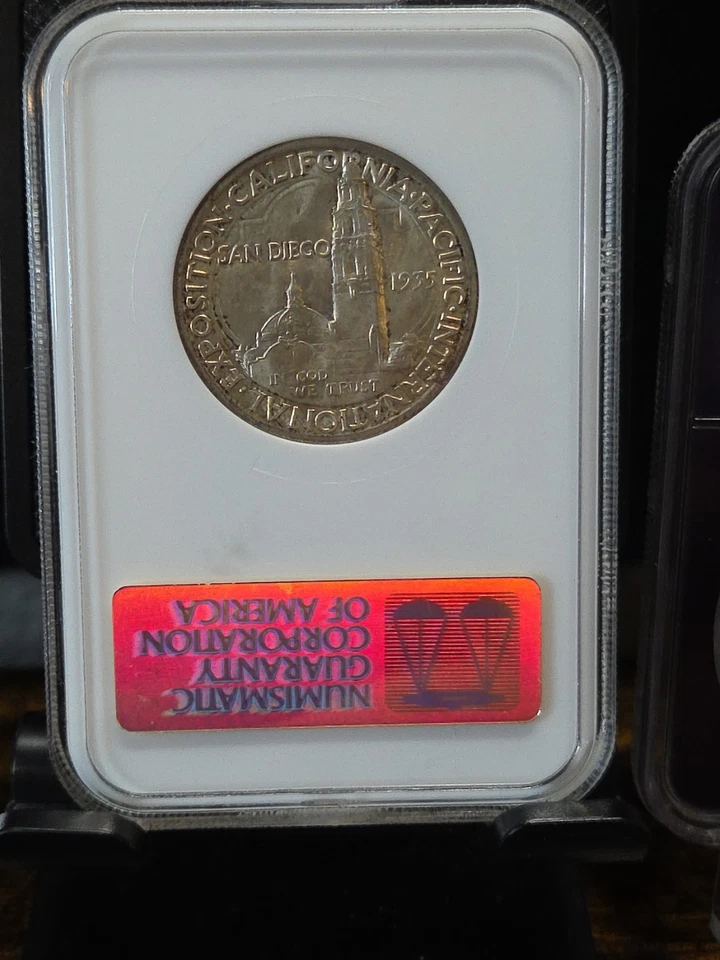 ·CALIFORNIA·PACIFIC·INTERNATIONAL·EXPOSITION
SAN DIEGO
1935
IN GOD
WE TRUST
NUMISMATIC
GUARANTY
CORPORATION
OF AMERICA